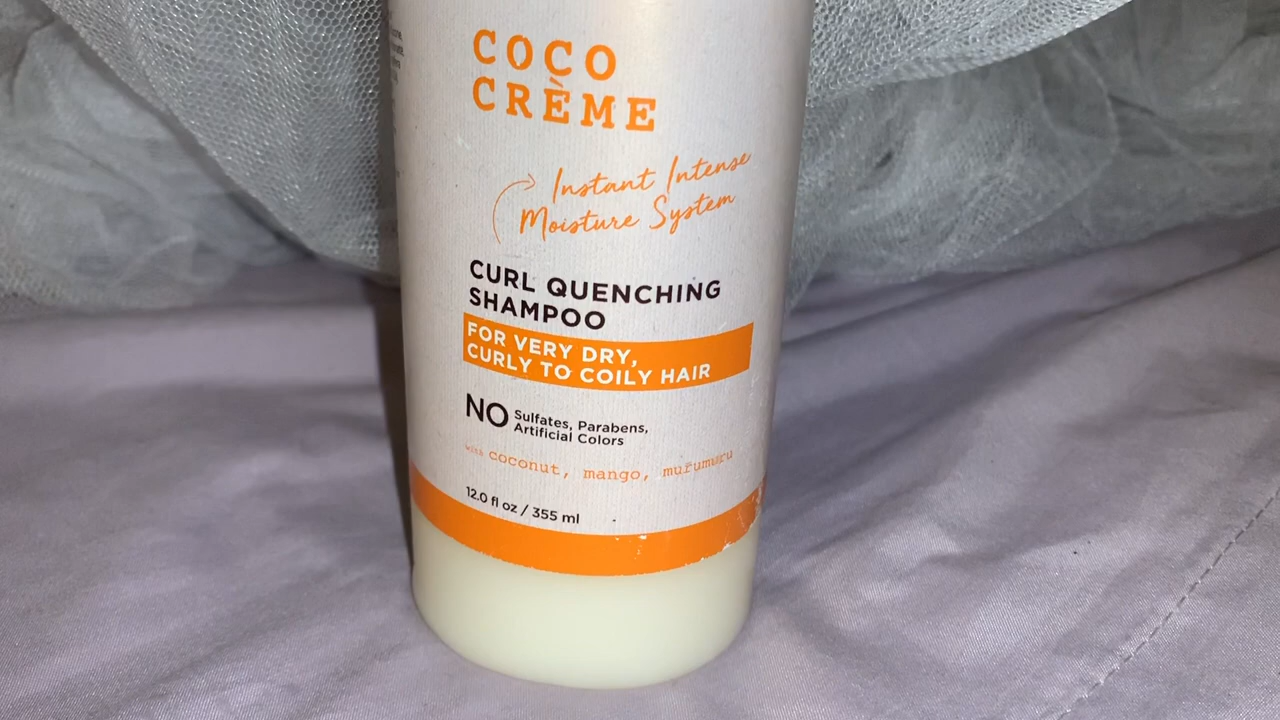 COCO
CRÈME
Instant Intense
Moisture System
CURL QUENCHING
SHAMPOO
FOR VERY DRY,
CURLY TO COILY HAIR
NO Sulfates, Parabens,
Artificial Colors
with coconut, mango, murumuru
12.0 fl oz / 355 ml